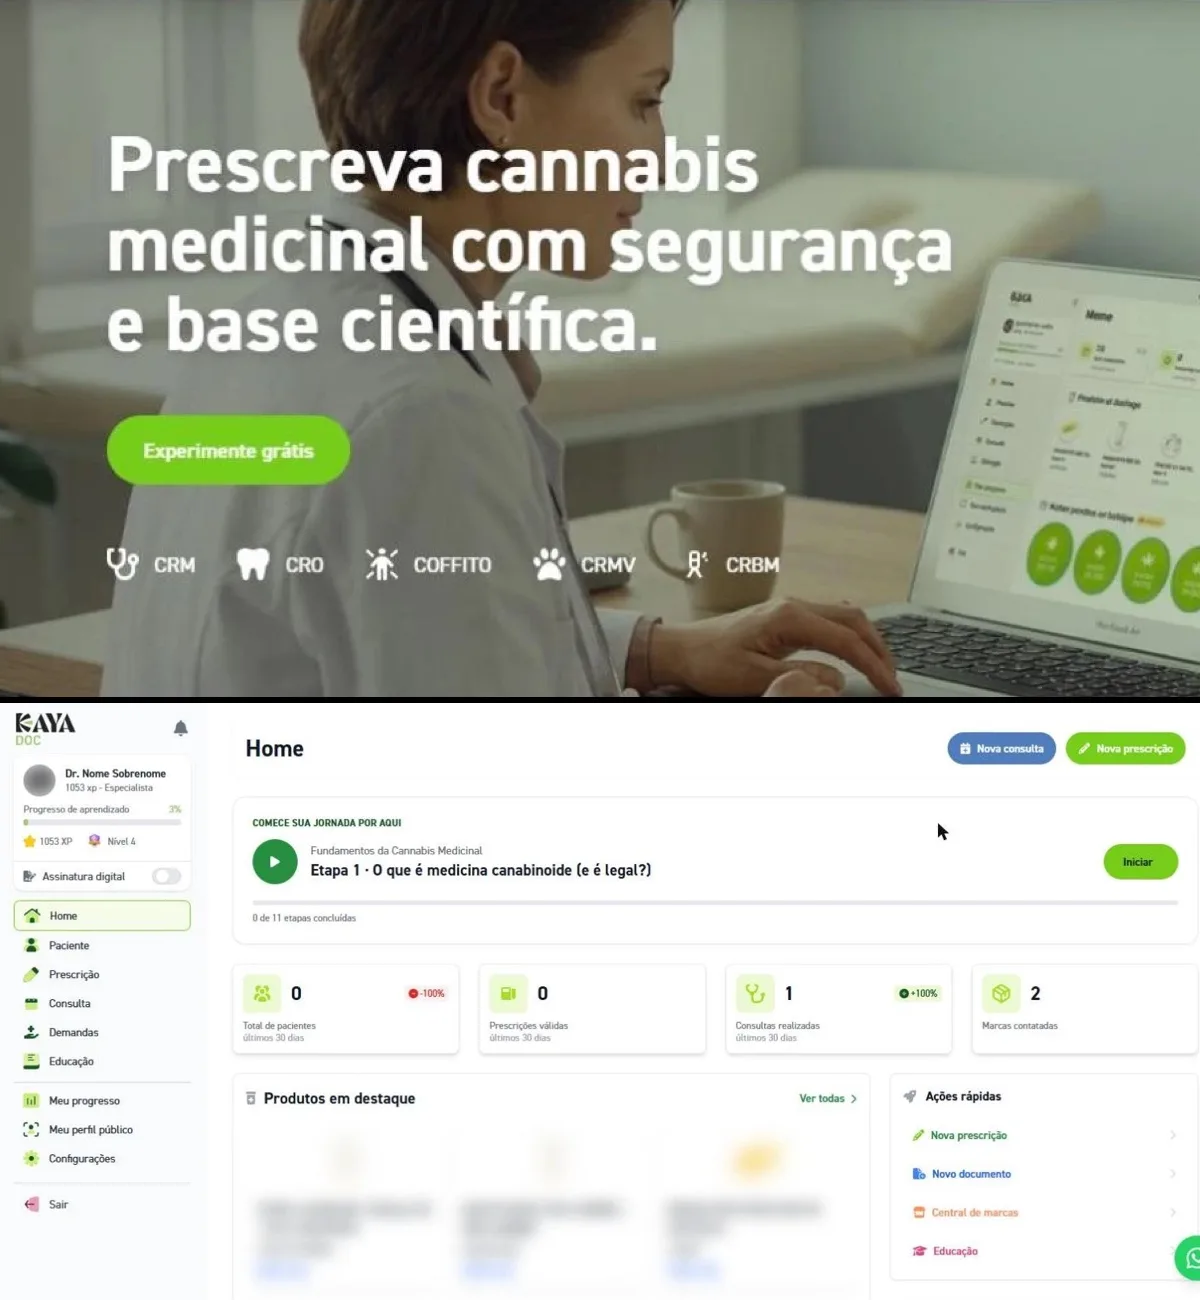 Prescreva cannabis
medicinal com segurança
e base científica.
Experimente grátis
CRM
CRO
COFFITO
CRMV
CRBM
KAYA
DOC
Dr. Nome Sobrenome
1053 xp - Especialista
Progresso de aprendizado 3%
1053 XP Nível 4
Assinatura digital
Home
Paciente
Prescrição
Consulta
Demandas
Educação
Meu progresso
Meu perfil público
Configurações
Sair
Home
Nova consulta
Nova prescrição
COMECE SUA JORNADA POR AQUI
Fundamentos da Cannabis Medicinal
Etapa 1 · O que é medicina canabinoide (e é legal?)
Iniciar
0 de 11 etapas concluídas
0 -100%
Total de pacientes
últimos 30 dias
0
Prescrições válidas
últimos 30 dias
1 +100%
Consultas realizadas
últimos 30 dias
2
Marcas contatadas
Produtos em destaque
Ver todas
Ações rápidas
Nova prescrição
Novo documento
Central de marcas
Educação